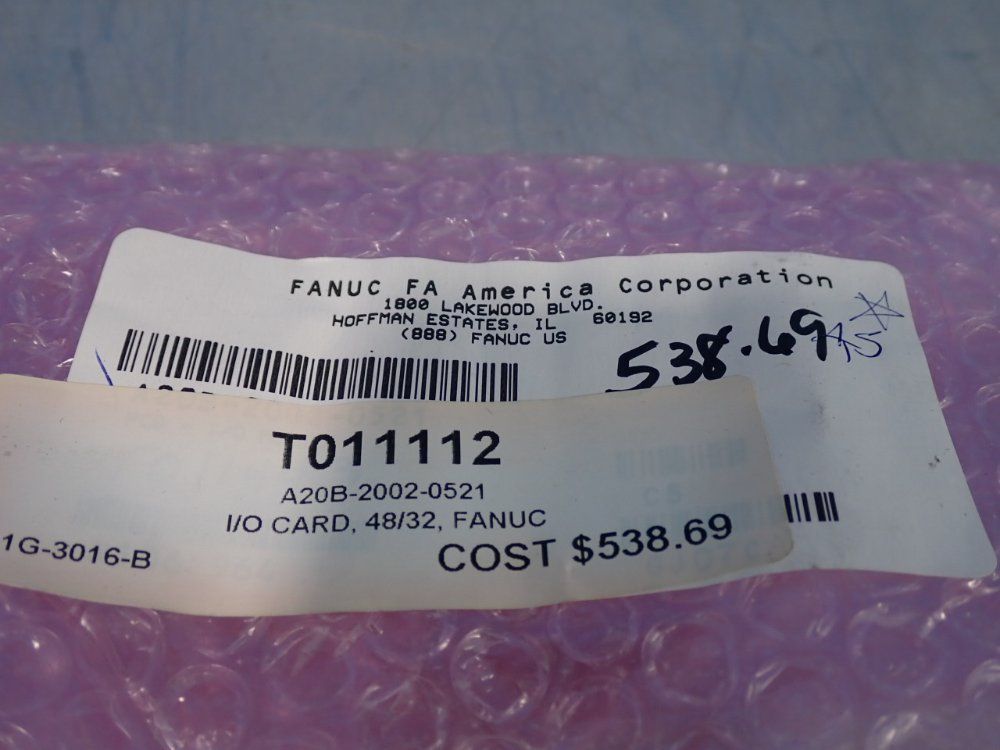 FANUC FA America Corporation
1800 LAKEWOOD BLVD.
HOFFMAN ESTATES, IL 60192
(888) FANUC US
538.69
T011112
A20B-2002-0521
I/O CARD, 48/32, FANUC
1G-3016-B
COST $538.69